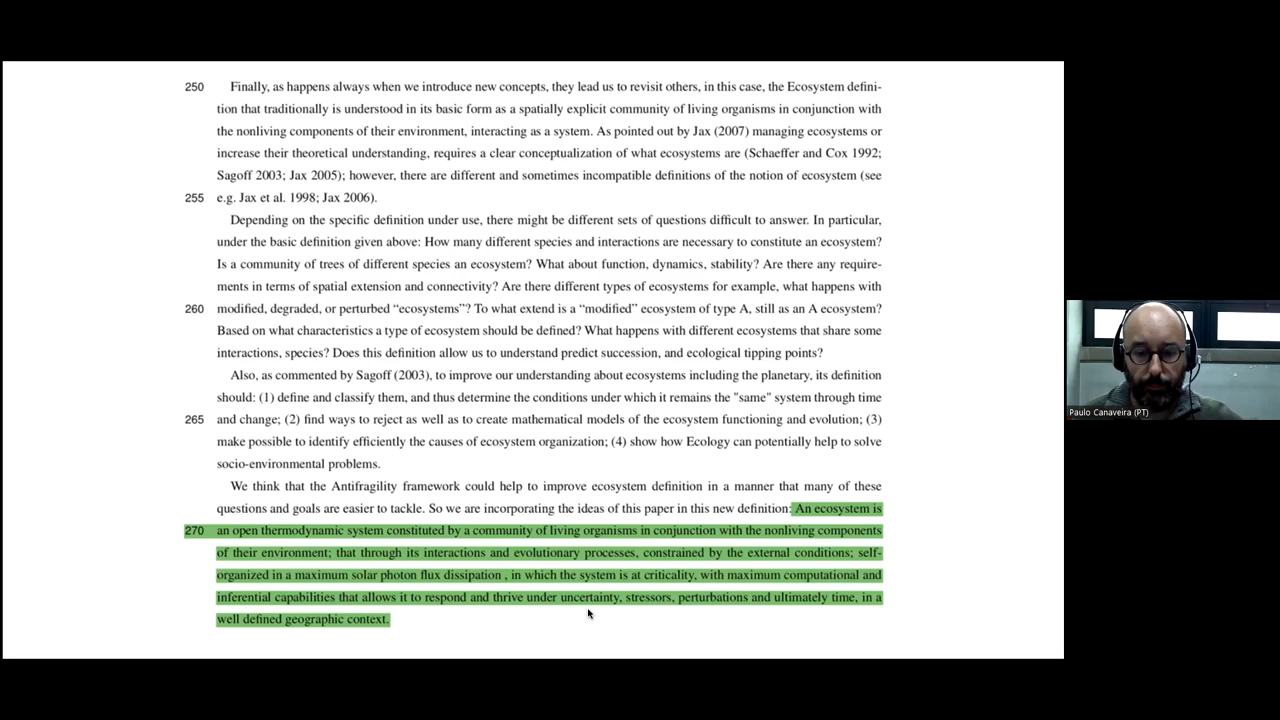 250 Finally, as happens always when we introduce new concepts, they lead us to revisit others, in this case, the Ecosystem defini-
tion that traditionally is understood in its basic form as a spatially explicit community of living organisms in conjunction with
the nonliving components of their environment, interacting as a system. As pointed out by Jax (2007) managing ecosystems or
increase their theoretical understanding, requires a clear conceptualization of what ecosystems are (Schaeffer and Cox 1992;
Sagoff 2003; Jax 2005); however, there are different and sometimes incompatible definitions of the notion of ecosystem (see
255 e.g. Jax et al. 1998; Jax 2006).
Depending on the specific definition under use, there might be different sets of questions difficult to answer. In particular,
under the basic definition given above: How many different species and interactions are necessary to constitute an ecosystem?
Is a community of trees of different species an ecosystem? What about function, dynamics, stability? Are there any require-
ments in terms of spatial extension and connectivity? Are there different types of ecosystems for example, what happens with
260 modified, degraded, or perturbed “ecosystems”? To what extend is a “modified” ecosystem of type A, still as an A ecosystem?
Based on what characteristics a type of ecosystem should be defined? What happens with different ecosystems that share some
interactions, species? Does this definition allow us to understand predict succession, and ecological tipping points?
Also, as commented by Sagoff (2003), to improve our understanding about ecosystems including the planetary, its definition
should: (1) define and classify them, and thus determine the conditions under which it remains the "same" system through time
265 and change; (2) find ways to reject as well as to create mathematical models of the ecosystem functioning and evolution; (3)
make possible to identify efficiently the causes of ecosystem organization; (4) show how Ecology can potentially help to solve
socio-environmental problems.
We think that the Antifragility framework could help to improve ecosystem definition in a manner that many of these
questions and goals are easier to tackle. So we are incorporating the ideas of this paper in this new definition: An ecosystem is
270 an open thermodynamic system constituted by a community of living organisms in conjunction with the nonliving components
of their environment; that through its interactions and evolutionary processes, constrained by the external conditions; self-
organized in a maximum solar photon flux dissipation , in which the system is at criticality, with maximum computational and
inferential capabilities that allows it to respond and thrive under uncertainty, stressors, perturbations and ultimately time, in a
well defined geographic context.
Paulo Canaveira (PT)